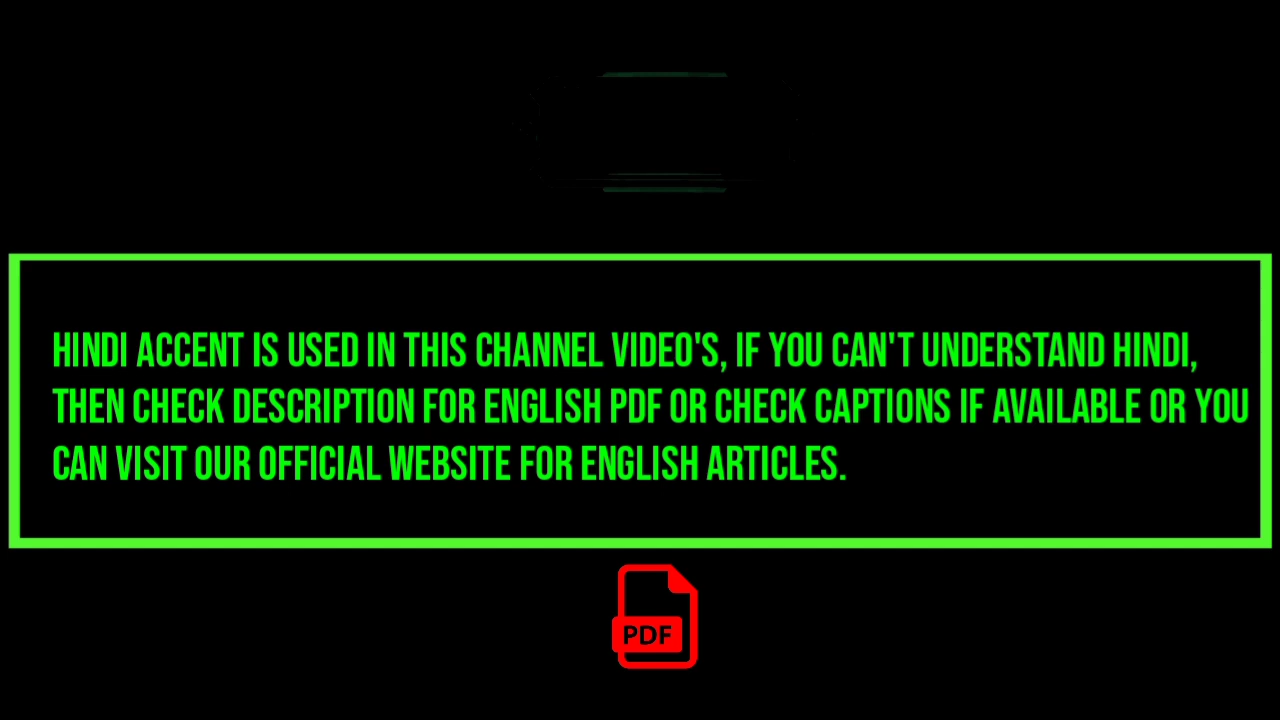 HINDI ACCENT IS USED IN THIS CHANNEL VIDEO'S, IF YOU CAN'T UNDERSTAND HINDI,
THEN CHECK DESCRIPTION FOR ENGLISH PDF OR CHECK CAPTIONS IF AVAILABLE OR YOU
CAN VISIT OUR OFFICIAL WEBSITE FOR ENGLISH ARTICLES.
PDF